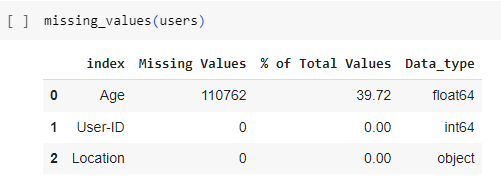 [ ] missing_values(users)
index Missing Values % of Total Values Data_type
0 Age 110762 39.72 float64
1 User-ID 0 0.00 int64
2 Location 0 0.00 object